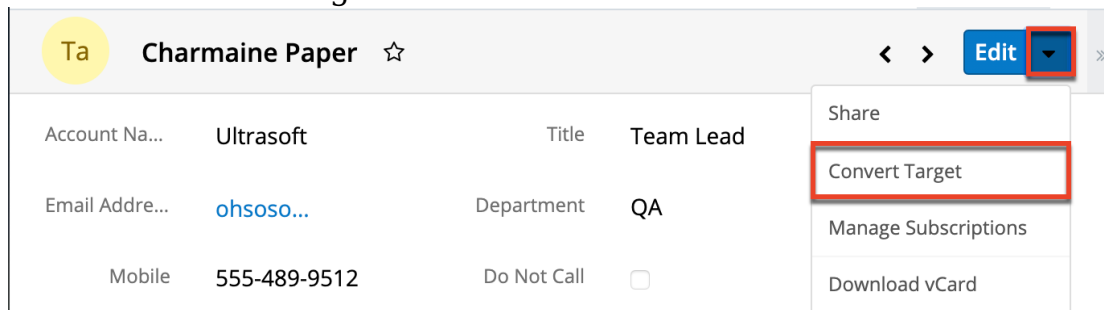 Ta Charmaine Paper Edit
Share
Account Na... Ultrasoft Title Team Lead
Convert Target
Email Addre... ohsoso... Department QA
Manage Subscriptions
Mobile 555-489-9512 Do Not Call
Download vCard